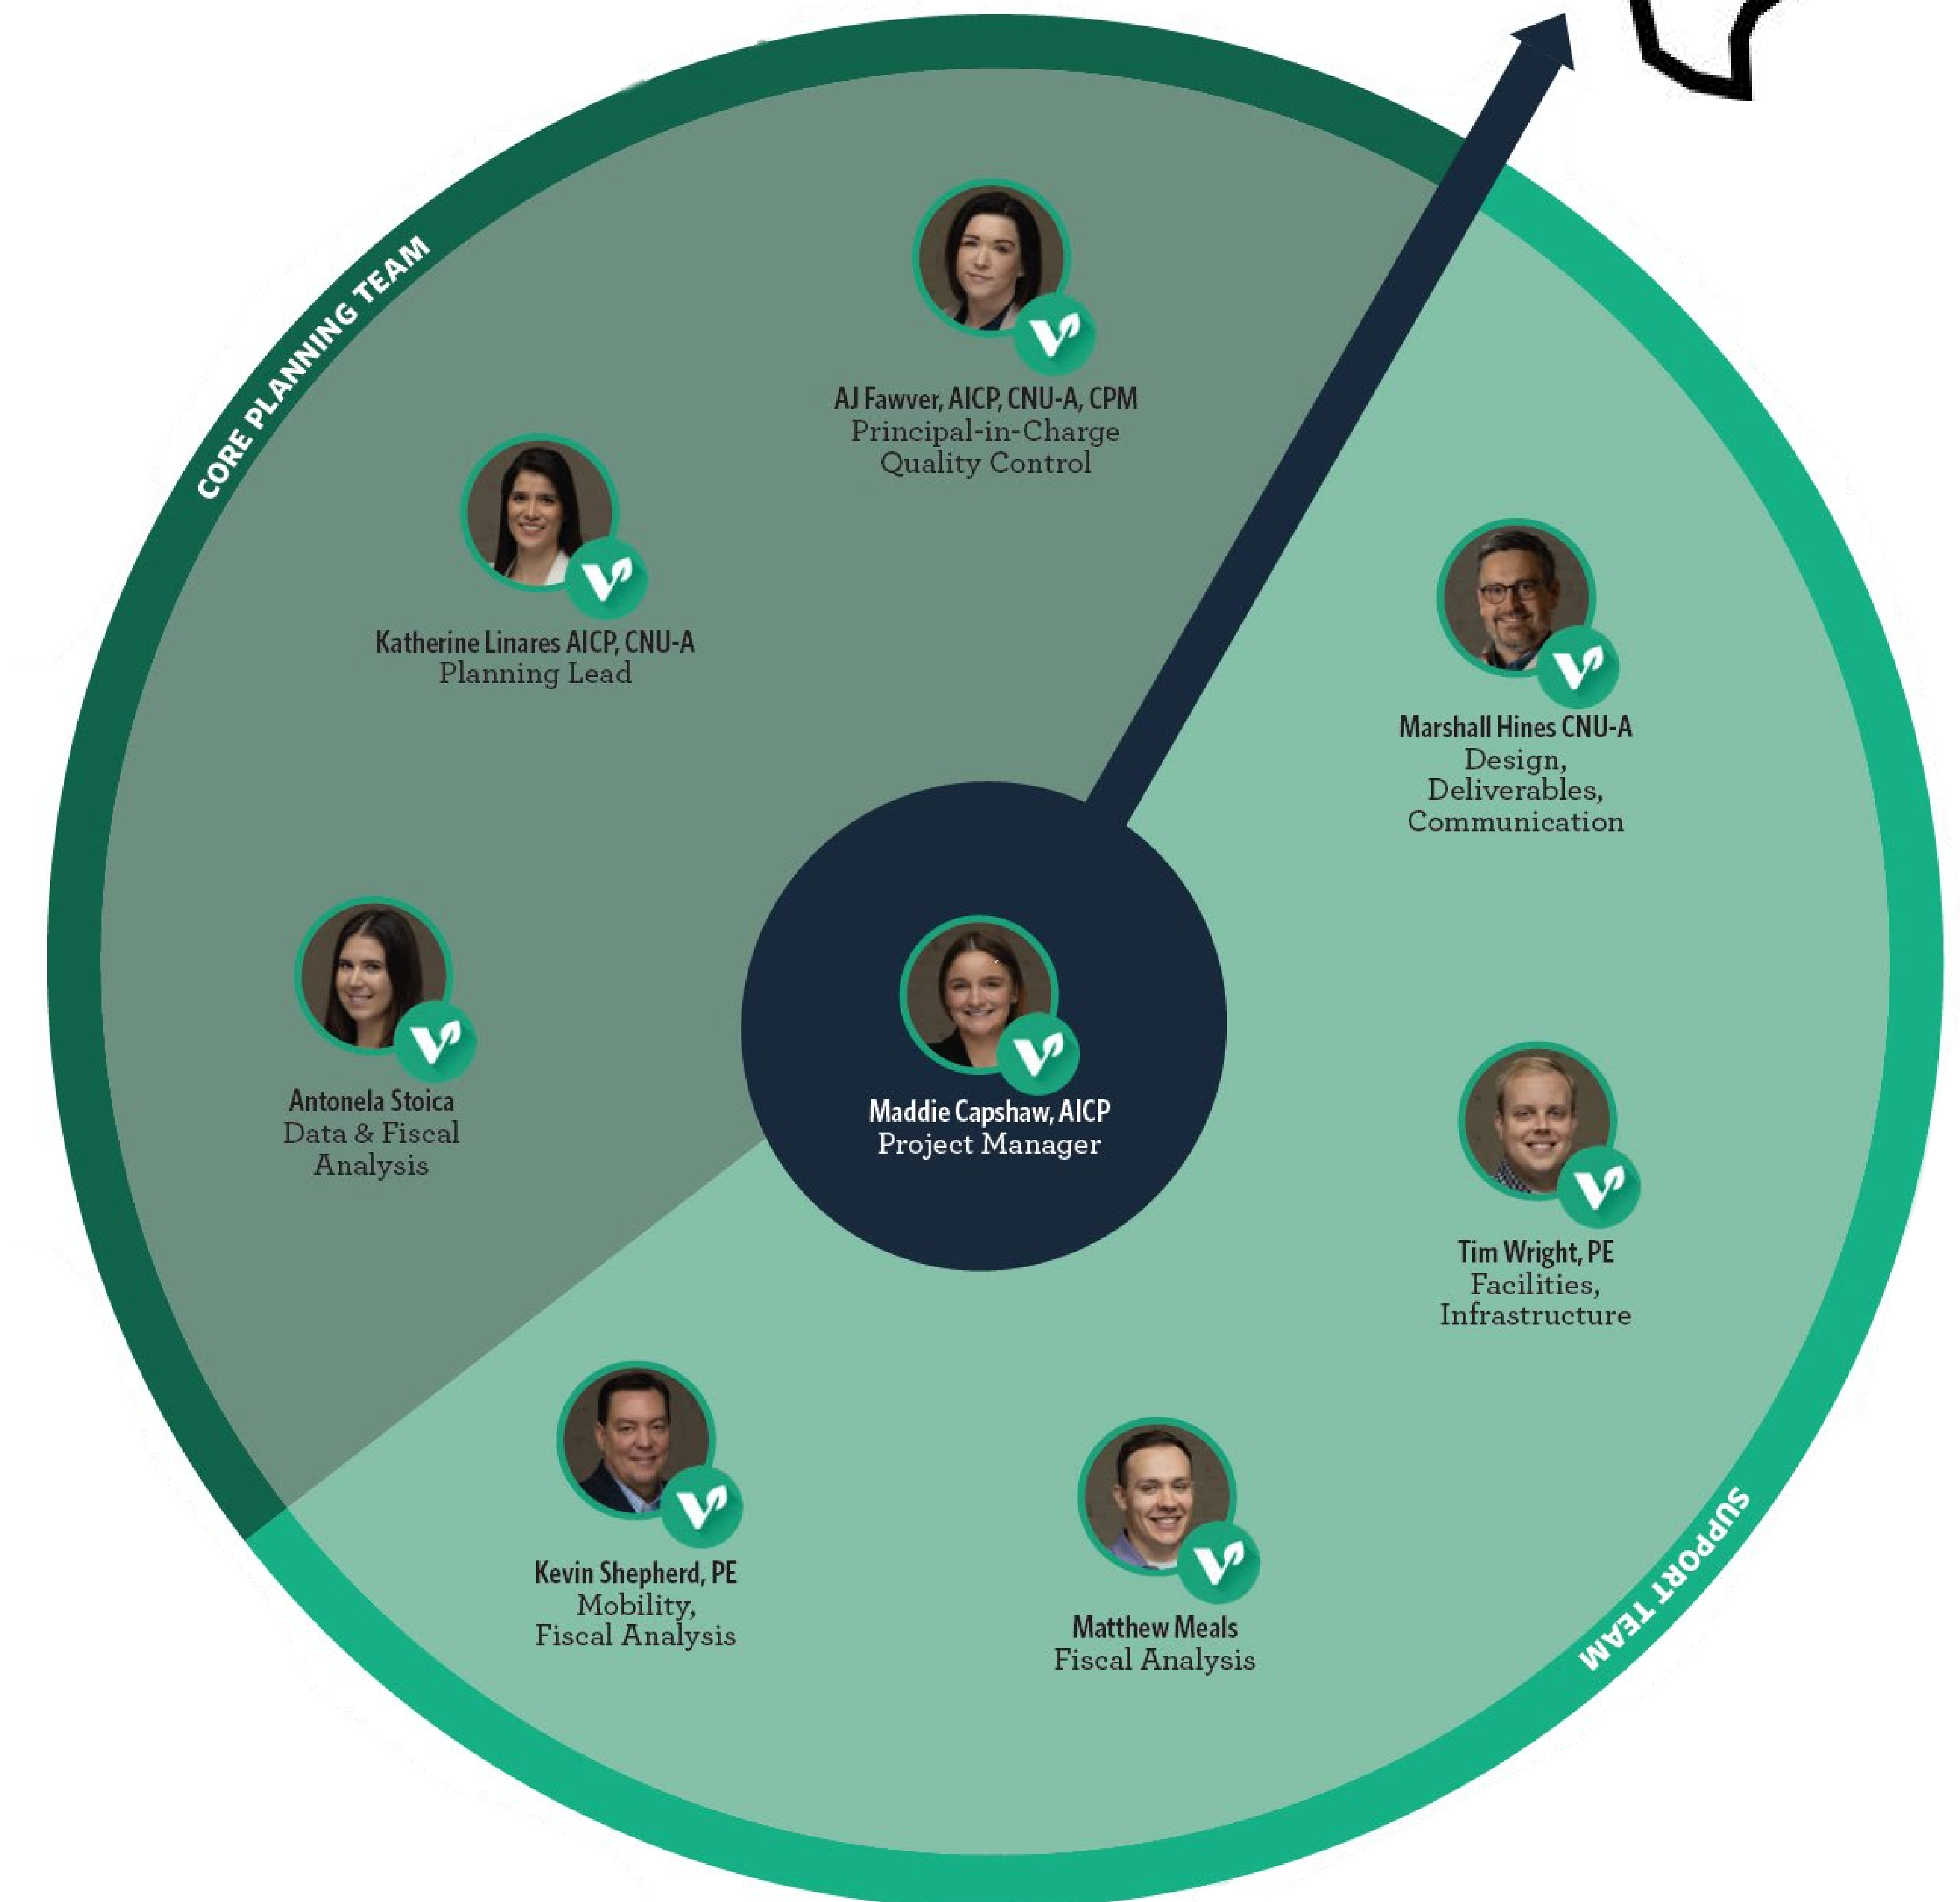 CORE PLANNING TEAM
AJ Fawver, AICP, CNU-A, CPM
Principal-in-Charge
Quality Control
Katherine Linares AICP, CNU-A
Planning Lead
Marshall Hines CNU-A
Design,
Deliverables,
Communication
Antonela Stoica
Data & Fiscal
Analysis
Maddie Capshaw, AICP
Project Manager
Tim Wright, PE
Facilities,
Infrastructure
Kevin Shepherd, PE
Mobility,
Fiscal Analysis
Matthew Meals
Fiscal Analysis
SUPPORT TEAM